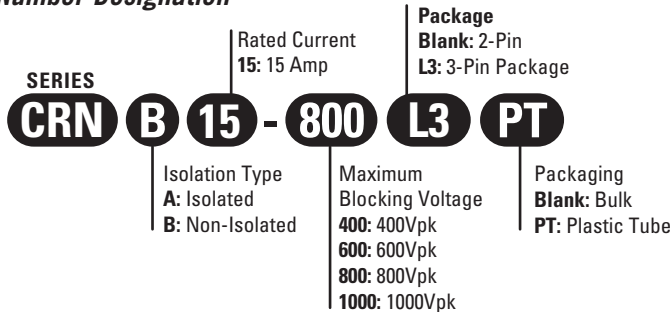 Number Designation
Rated Current
15: 15 Amp
Package
Blank: 2-Pin
L3: 3-Pin Package
SERIES
CRN B 15 - 800 L3 PT
Isolation Type
A: Isolated
B: Non-Isolated
Maximum
Blocking Voltage
400: 400Vpk
600: 600Vpk
800: 800Vpk
1000: 1000Vpk
Packaging
Blank: Bulk
PT: Plastic Tube